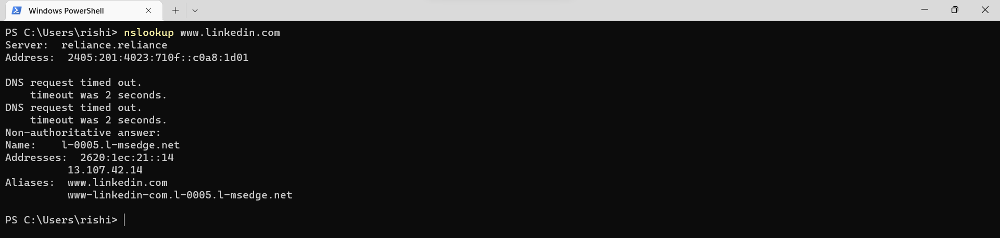 Windows PowerShell
PS C:\Users\rishi> nslookup www.linkedin.com
Server:  reliance.reliance
Address:  2405:201:4023:710f::c0a8:1d01

DNS request timed out.
    timeout was 2 seconds.
DNS request timed out.
    timeout was 2 seconds.
Non-authoritative answer:
Name:    l-0005.l-msedge.net
Addresses:  2620:1ec:21::14
          13.107.42.14
Aliases:  www.linkedin.com
          www-linkedin-com.l-0005.l-msedge.net

PS C:\Users\rishi>